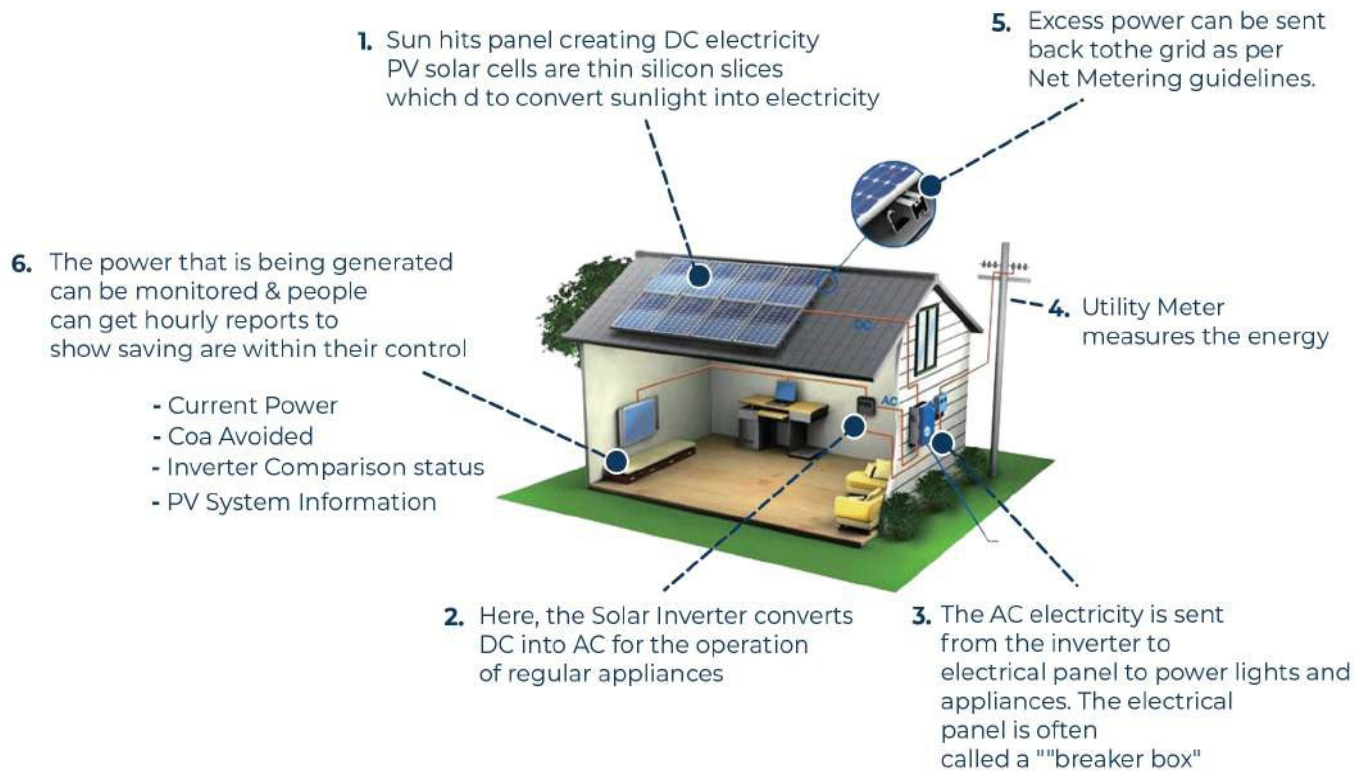 1. Sun hits panel creating DC electricity
PV solar cells are thin silicon slices
which d to convert sunlight into electricity
5. Excess power can be sent
back tothe grid as per
Net Metering guidelines.
6. The power that is being generated
can be monitored & people
can get hourly reports to
show saving are within their control
- Current Power
- Coa Avoided
- Inverter Comparison status
- PV System Information
DC
AC
4. Utility Meter
measures the energy
2. Here, the Solar Inverter converts
DC into AC for the operation
of regular appliances
3. The AC electricity is sent
from the inverter to
electrical panel to power lights and
appliances. The electrical
panel is often
called a ""breaker box"